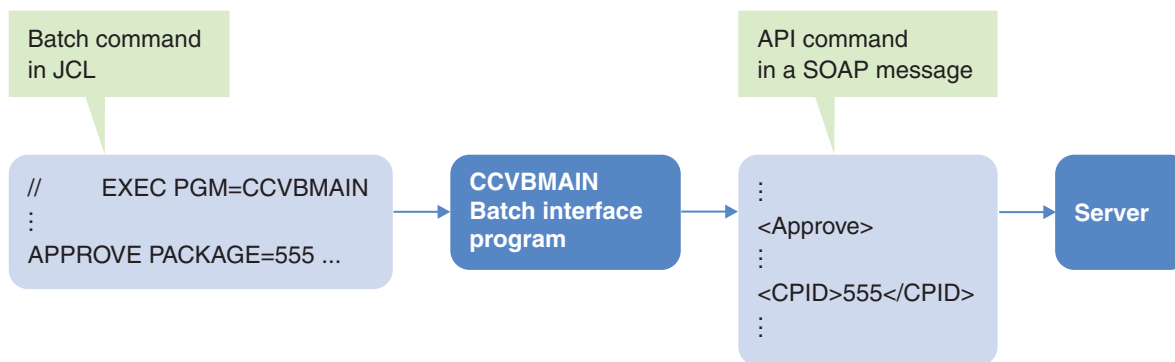 Batch command
in JCL
API command
in a SOAP message
// EXEC PGM=CCVBMAIN
⋮
APPROVE PACKAGE=555 ...
CCVBMAIN
Batch interface
program
⋮
<Approve>
⋮
<CPID>555</CPID>
⋮
Server